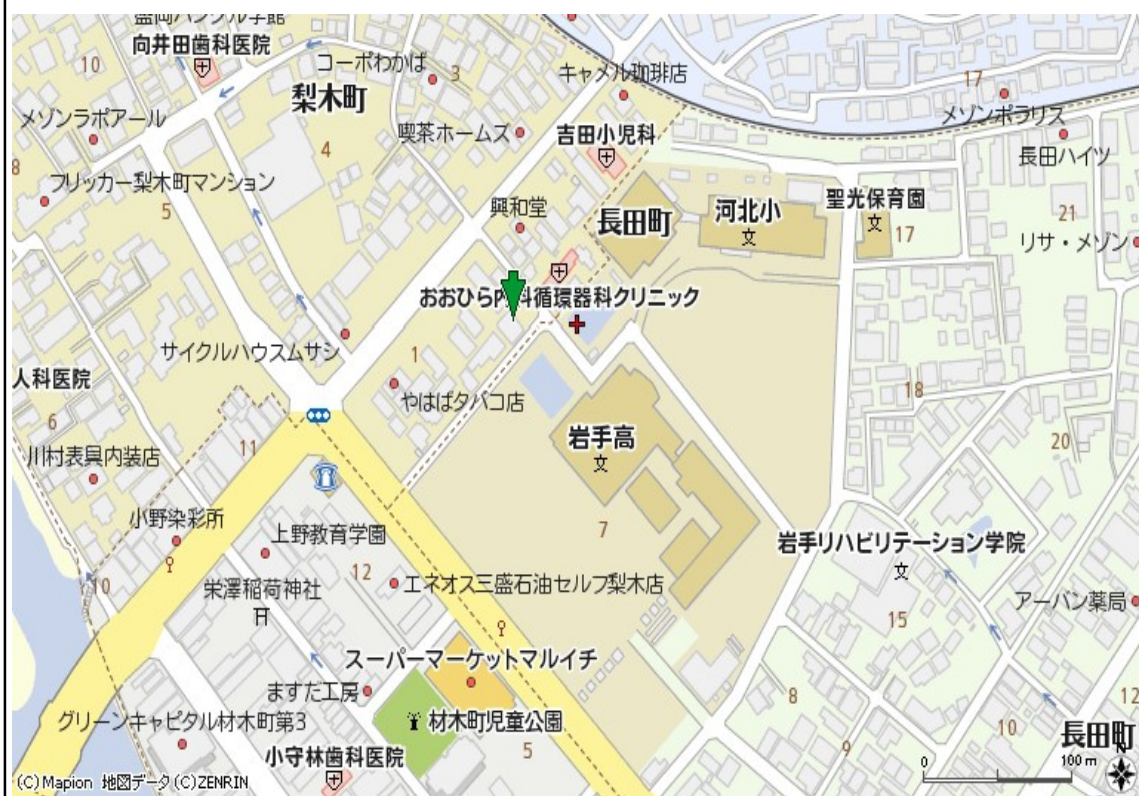 盛岡バイブル学館
向井田歯科医院
10
コーポわかば
3
キャメル珈琲店
17
梨木町
メゾンラポアール
メゾンポラリス
4
喫茶ホームズ
吉田小児科
長田ハイツ
8
フリッカー梨木町マンション
5
興和堂
長田町
河北小
文
聖光保育園
文
17
21
リサ・メゾン
おおひら内科循環器科クリニック
サイクルハウスムサシ
1
人科医院
やはばタバコ店
18
6
岩手高
文
20
11
川村表具内装店
小野染彩所
上野教育学園
7
岩手リハビリテーション学院
文
10
栄澤稲荷神社
12
エネオス三盛石油セルフ梨木店
アーバン薬局
15
スーパーマーケットマルイチ
ますだ工房
8
12
グリーンキャピタル材木町第3
材木町児童公園
10
長田町
小守林歯科医院
5
9
N
0
100 m
(C)Mapion 地図データ(C)ZENRIN